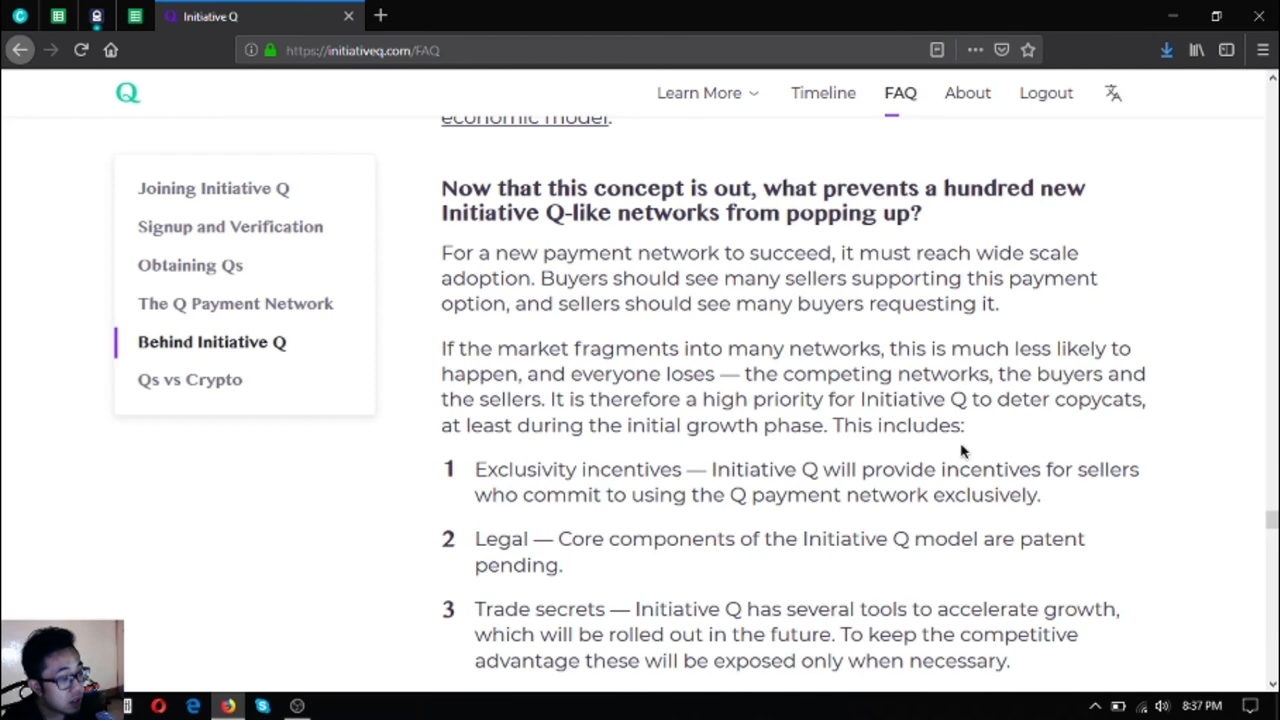 Initiative Q
https://initiativeq.com/FAQ
Q
Learn More
Timeline
FAQ
About
Logout
economic model.
Joining Initiative Q
Signup and Verification
Obtaining Qs
The Q Payment Network
Behind Initiative Q
Qs vs Crypto
Now that this concept is out, what prevents a hundred new
Initiative Q-like networks from popping up?
For a new payment network to succeed, it must reach wide scale
adoption. Buyers should see many sellers supporting this payment
option, and sellers should see many buyers requesting it.
If the market fragments into many networks, this is much less likely to
happen, and everyone loses — the competing networks, the buyers and
the sellers. It is therefore a high priority for Initiative Q to deter copycats,
at least during the initial growth phase. This includes:
1 Exclusivity incentives — Initiative Q will provide incentives for sellers
who commit to using the Q payment network exclusively.
2 Legal — Core components of the Initiative Q model are patent
pending.
3 Trade secrets — Initiative Q has several tools to accelerate growth,
which will be rolled out in the future. To keep the competitive
advantage these will be exposed only when necessary.
8:37 PM